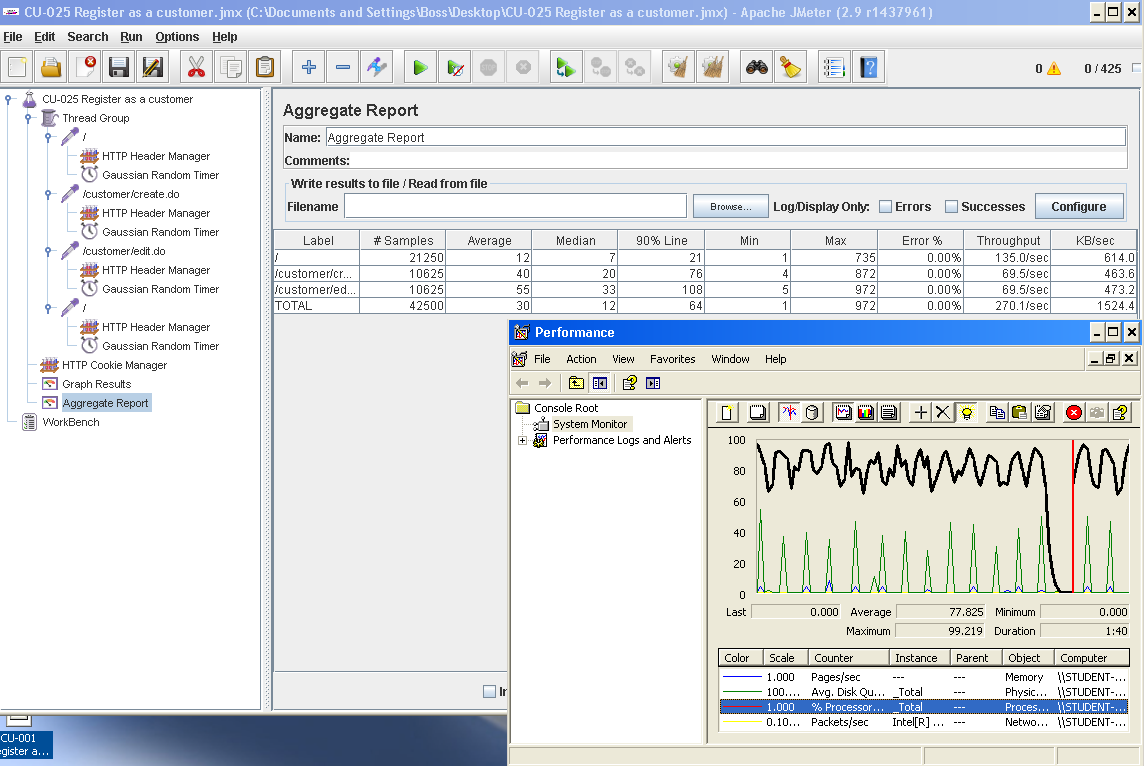 CU-025 Register as a customer.jmx (C:\Documents and Settings\Boss\Desktop\CU-025 Register as a customer.jmx) - Apache JMeter (2.9 r1437961)
File Edit Search Run Options Help
0 0 / 425
CU-025 Register as a customer
Thread Group
/
HTTP Header Manager
Gaussian Random Timer
/customer/create.do
HTTP Header Manager
Gaussian Random Timer
/customer/edit.do
HTTP Header Manager
Gaussian Random Timer
/
HTTP Header Manager
Gaussian Random Timer
HTTP Cookie Manager
Graph Results
Aggregate Report
WorkBench
Aggregate Report
Name: Aggregate Report
Comments:
Write results to file / Read from file
Filename Browse... Log/Display Only: Errors Successes Configure
Label # Samples Average Median 90% Line Min Max Error % Throughput KB/sec
/ 21250 12 7 21 1 735 0.00% 135.0/sec 614.0
/customer/cr... 10625 40 20 76 4 872 0.00% 69.5/sec 463.6
/customer/ed... 10625 55 33 108 5 972 0.00% 69.5/sec 473.2
TOTAL 42500 30 12 64 1 972 0.00% 270.1/sec 1524.4
Performance
File Action View Favorites Window Help
Console Root
System Monitor
Performance Logs and Alerts
100
80
60
40
20
0
Last 0.000 Average 77.825 Minimum 0.000
Maximum 99.219 Duration 1:40
Color Scale Counter Instance Parent Object Computer
1.000 Pages/sec --- --- Memory \\STUDENT-...
100.... Avg. Disk Qu... _Total --- Physic... \\STUDENT-...
1.000 % Processor... _Total --- Proces... \\STUDENT-...
0.10... Packets/sec Intel[R] ... --- Netwo... \\STUDENT-...
CU-001
egister a...